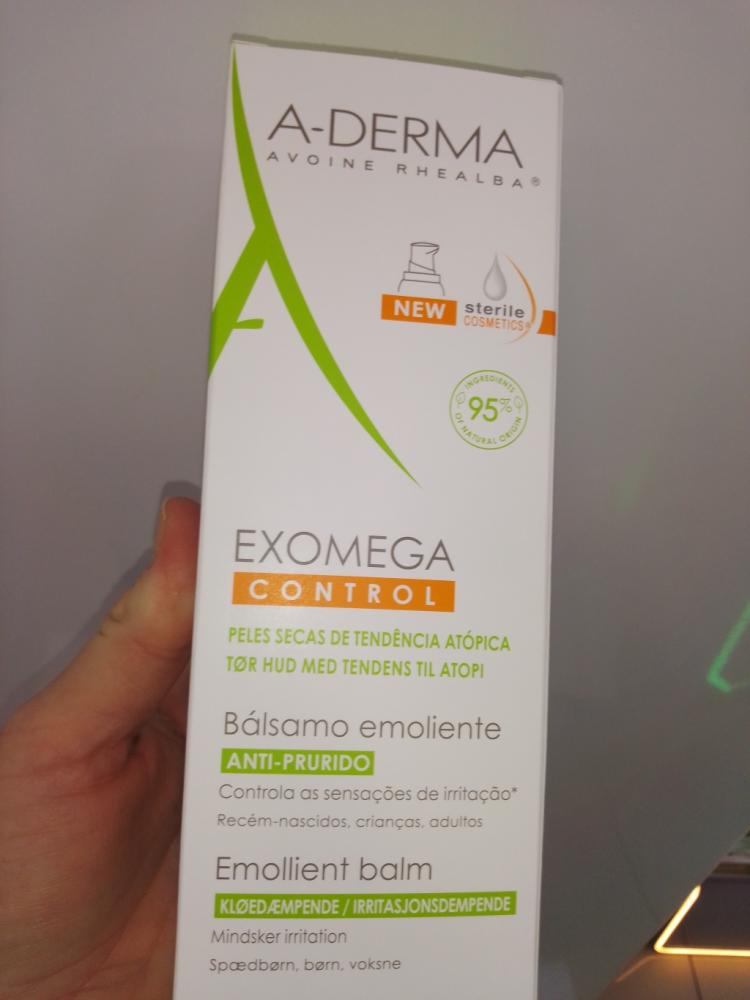 A-DERMA
AVOINE RHEALBA®
NEW
sterile
COSMETICS®
INGREDIENTS
95%
OF NATURAL ORIGIN
EXOMEGA
CONTROL
PELES SECAS DE TENDÊNCIA ATÓPICA
TØR HUD MED TENDENS TIL ATOPI
Bálsamo emoliente
ANTI-PRURIDO
Controla as sensações de irritação*
Recém-nascidos, crianças, adultos
Emollient balm
KLØEDÆMPENDE / IRRITASJONSDEMPENDE
Mindsker irritation
Spædbørn, børn, voksne